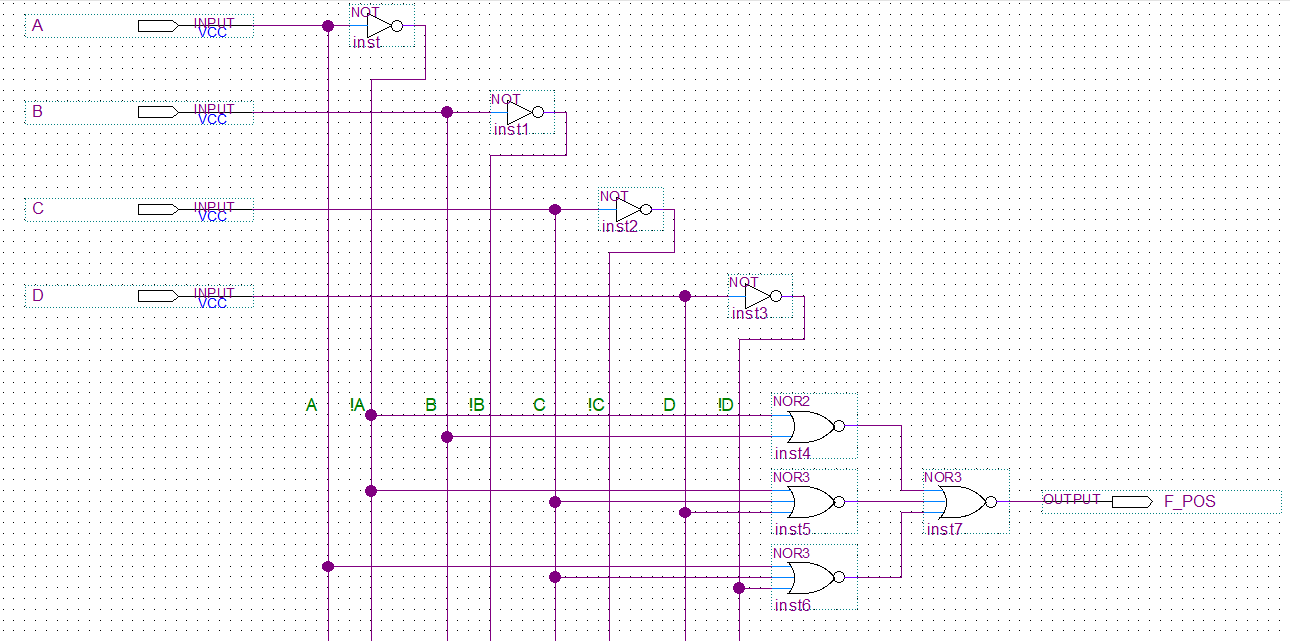 NOT
A INPUT
VCC
inst
NOT
B INPUT
VCC
inst1
NOT
C INPUT
VCC
inst2
NOT
D INPUT
VCC
inst3
A !A B !B C !C D !D
NOR2
inst4
NOR3
inst5
NOR3
inst7
OUTPUT F_POS
NOR3
inst6